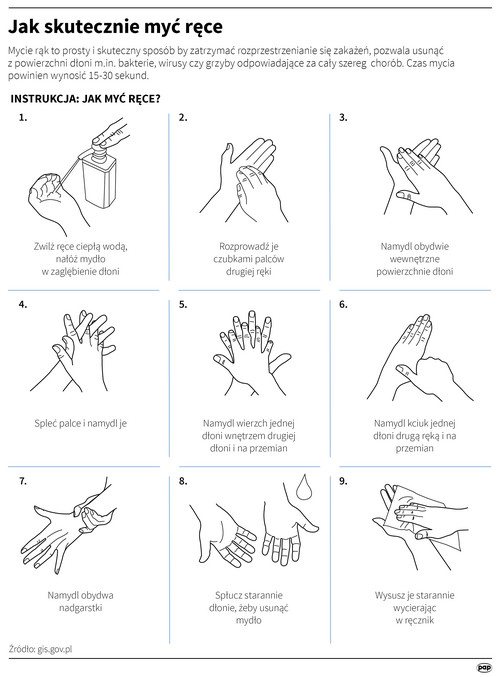 Jak skutecznie myć ręce
Mycie rąk to prosty i skuteczny sposób by zatrzymać rozprzestrzenianie się zakażeń, pozwala usunąć
z powierzchni dłoni m.in. bakterie, wirusy czy grzyby odpowiadające za cały szereg chorób. Czas mycia
powinien wynosić 15-30 sekund.
INSTRUKCJA: JAK MYĆ RĘCE?
1.
Zwilż ręce ciepłą wodą,
nałóż mydło
w zagłębienie dłoni
2.
Rozprowadź je
czubkami palców
drugiej ręki
3.
Namydl obydwie
wewnętrzne
powierzchnie dłoni
4.
Spleć palce i namydl je
5.
Namydl wierzch jednej
dłoni wnętrzem drugiej
dłoni i na przemian
6.
Namydl kciuk jednej
dłoni drugą ręką i na
przemian
7.
Namydl obydwa
nadgarstki
8.
Spłucz starannie
dłonie, żeby usunąć
mydło
9.
Wysusz je starannie
wycierając
w ręcznik
Źródło: gis.gov.pl
pap